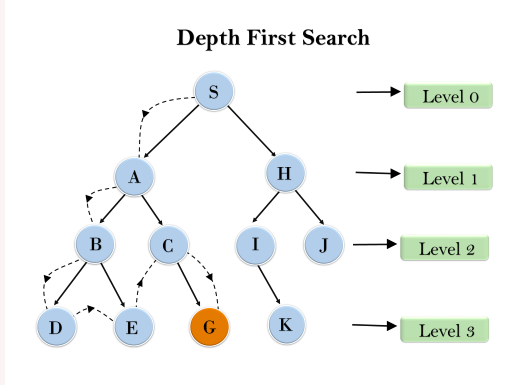 Depth First Search
S
Level 0
A
H
Level 1
B
C
I
J
Level 2
D
E
G
K
Level 3